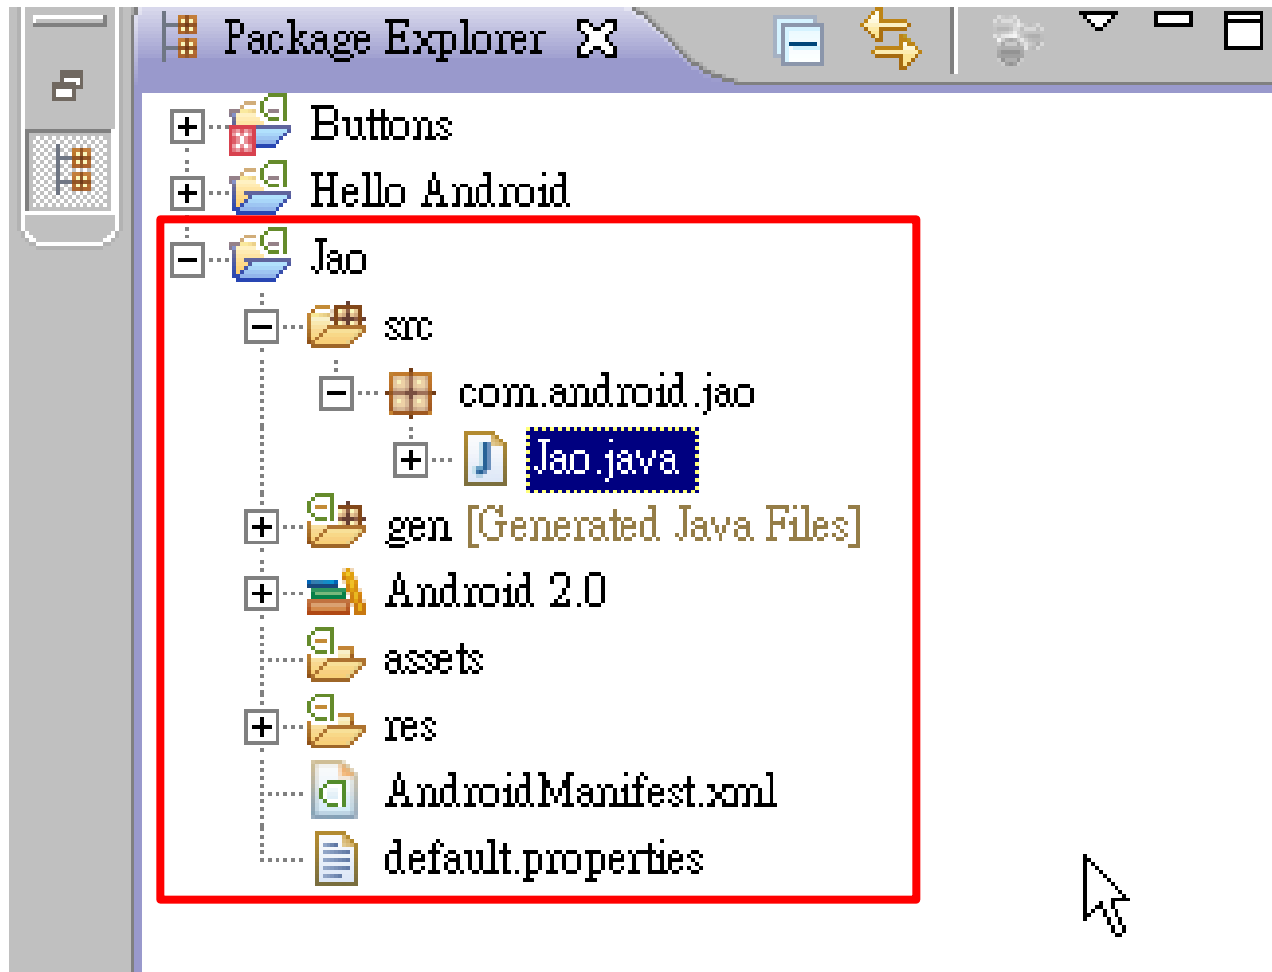 Package Explorer
Buttons
Hello Android
Jao
src
com.android.jao
Jao.java
gen [Generated Java Files]
Android 2.0
assets
res
AndroidManifest.xml
default.properties